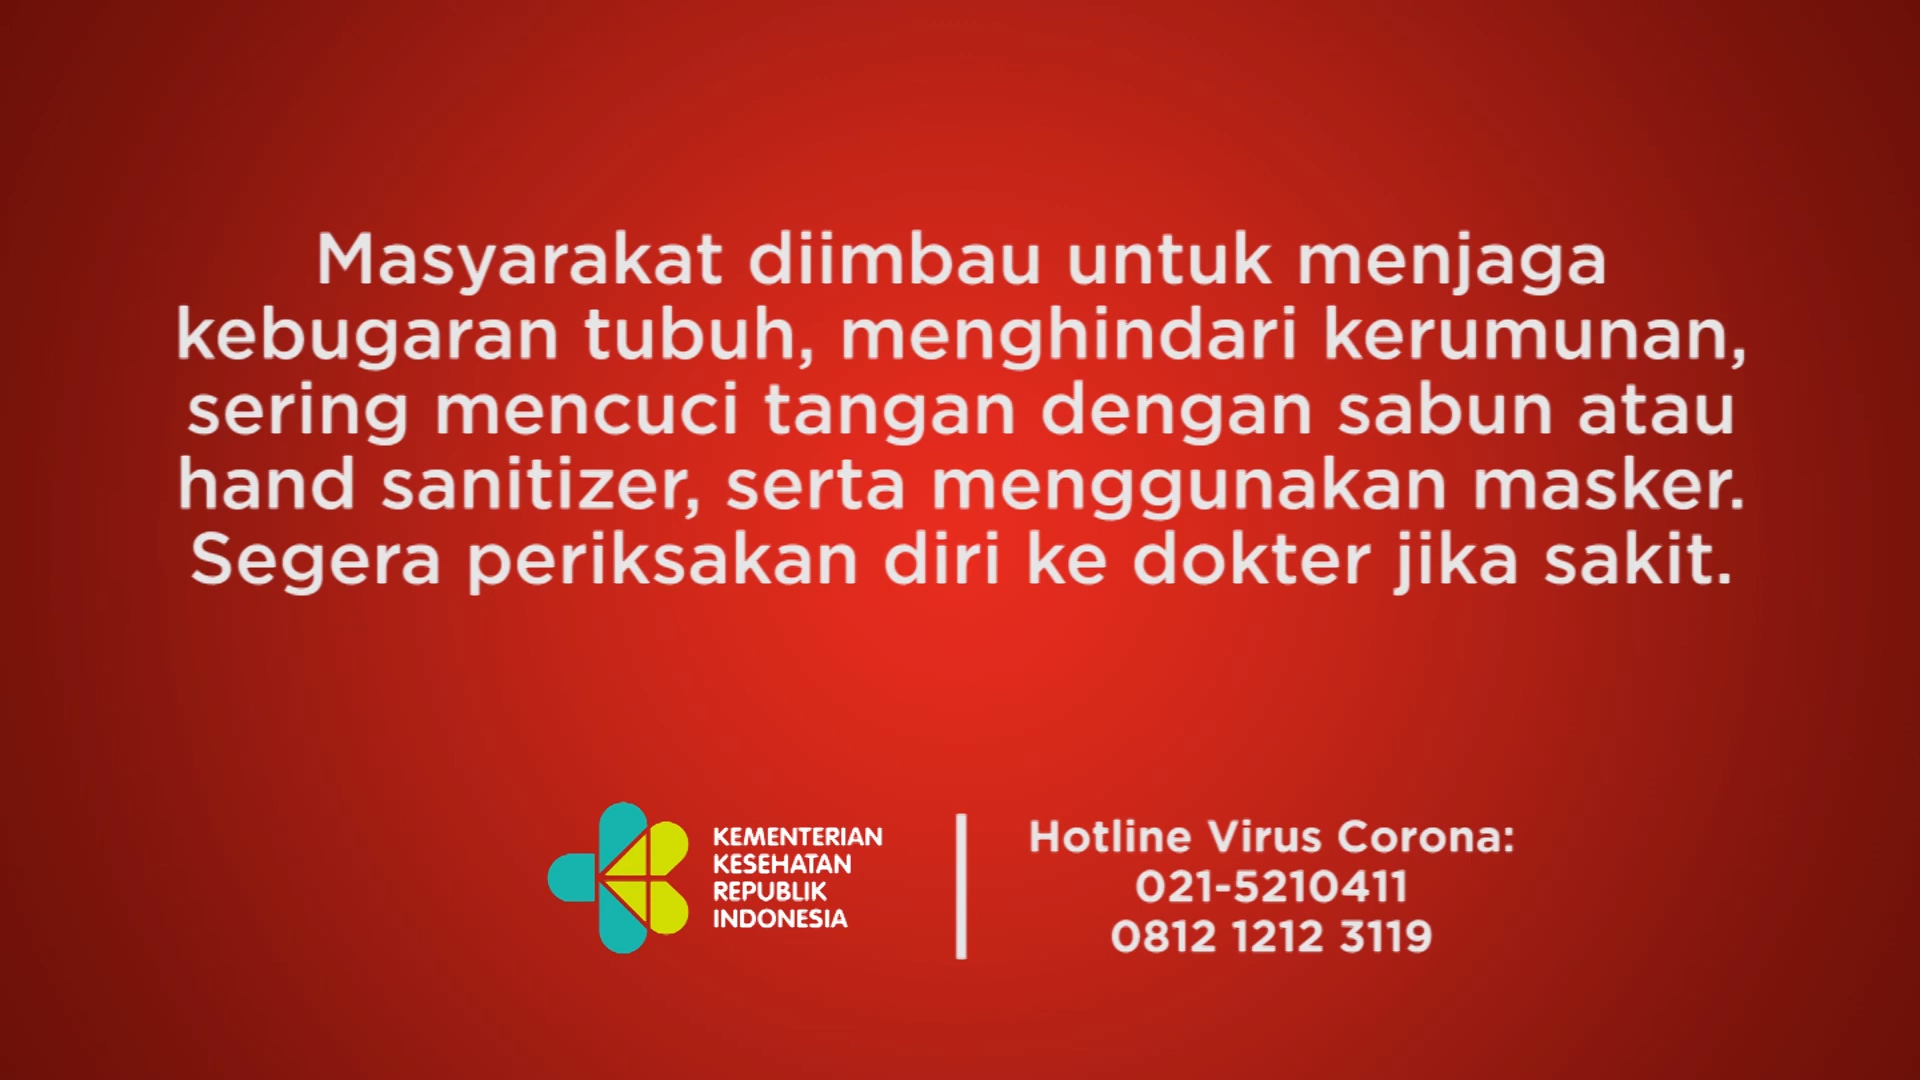 Masyarakat diimbau untuk menjaga
kebugaran tubuh, menghindari kerumunan,
sering mencuci tangan dengan sabun atau
hand sanitizer, serta menggunakan masker.
Segera periksakan diri ke dokter jika sakit.
KEMENTERIAN
KESEHATAN
REPUBLIK
INDONESIA
Hotline Virus Corona:
021-5210411
0812 1212 3119